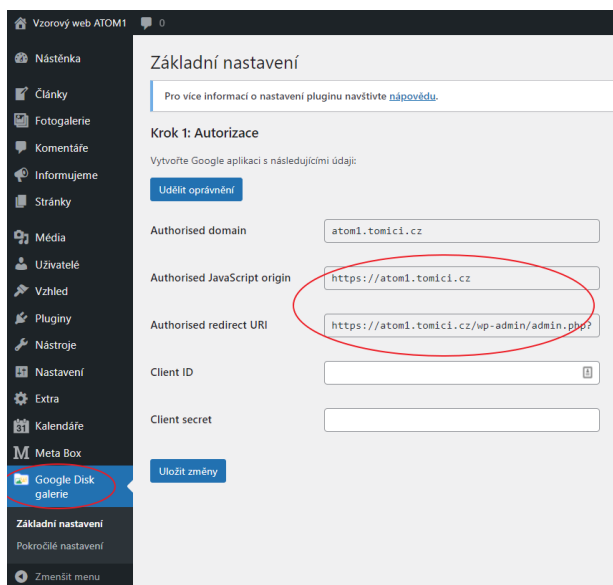 Vzorový web ATOM1 0
Nástěnka
Články
Fotogalerie
Komentáře
Informujeme
Stránky
Média
Uživatelé
Vzhled
Pluginy
Nástroje
Nastavení
Extra
31 Kalendáře
M Meta Box
Google Disk
galerie
Základní nastavení
Pokročilé nastavení
Zmenšit menu
Základní nastavení
Pro více informací o nastavení pluginu navštivte nápovědu.
Krok 1: Autorizace
Vytvořte Google aplikaci s následujícími údaji:
Udělit oprávnění
Authorised domain atom1.tomici.cz
Authorised JavaScript origin https://atom1.tomici.cz
Authorised redirect URI https://atom1.tomici.cz/wp-admin/admin.php?
Client ID
Client secret
Uložit změny